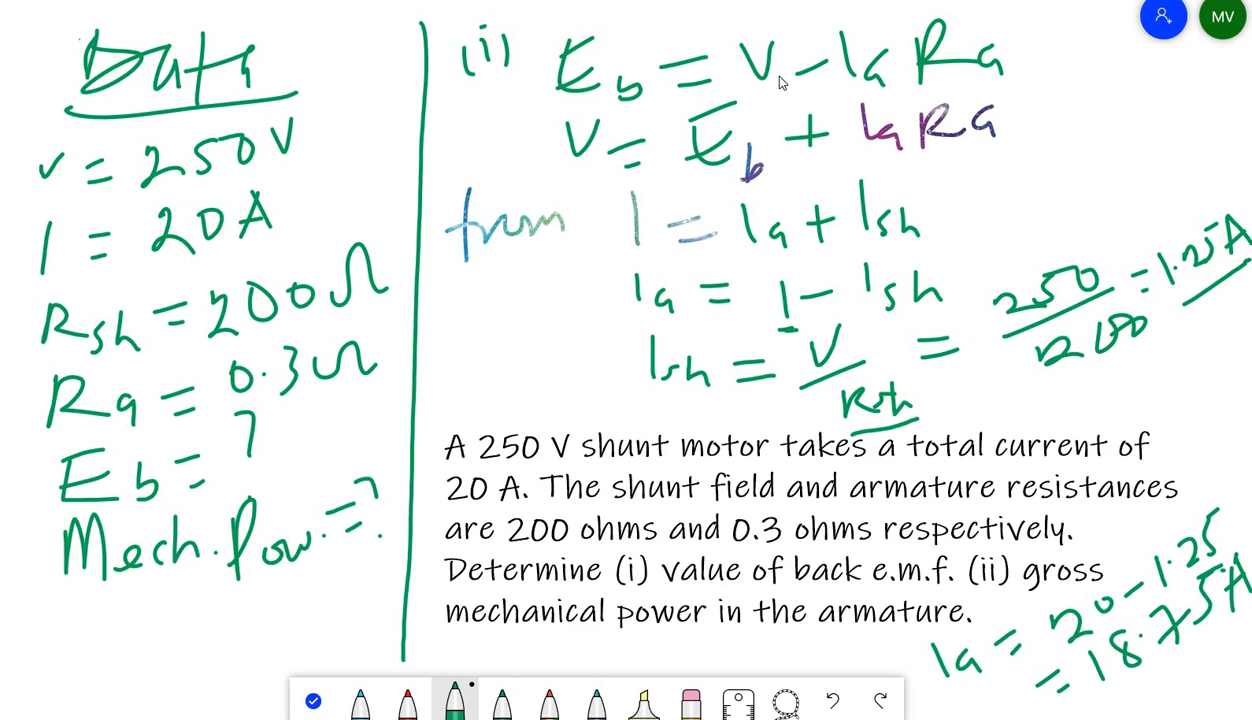 MV
Data
V = 250V
I = 20A
Rsh = 200Ω
Ra = 0.3Ω
Eb = ?
Mech. Pow. = ?
(i) Eb = V - Ia Ra
V = Eb + Ia Ra
from I = Ia + Ish
Ia = I - Ish
Ish = V/Rsh = 250/200 = 1.25A
A 250 V shunt motor takes a total current of
20 A. The shunt field and armature resistances
are 200 ohms and 0.3 ohms respectively.
Determine (i) value of back e.m.f. (ii) gross
mechanical power in the armature.
Ia = 20 - 1.25
= 18.75A